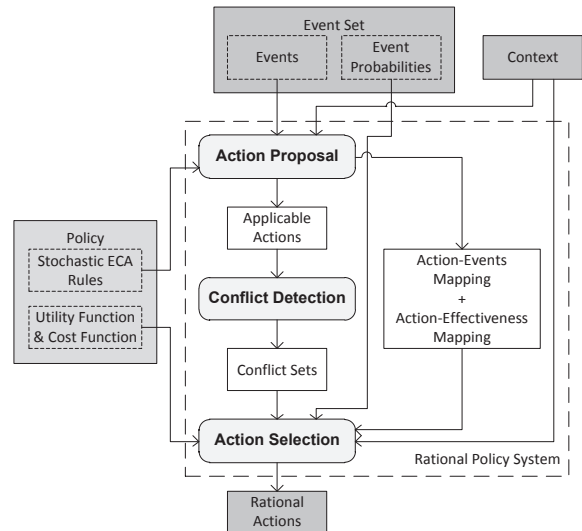 Event Set
Events
Event
Probabilities
Context
Action Proposal
Applicable
Actions
Policy
Stochastic ECA
Rules
Utility Function
& Cost Function
Conflict Detection
Action-Events
Mapping
+
Action-Effectiveness
Mapping
Conflict Sets
Action Selection
Rational Policy System
Rational
Actions